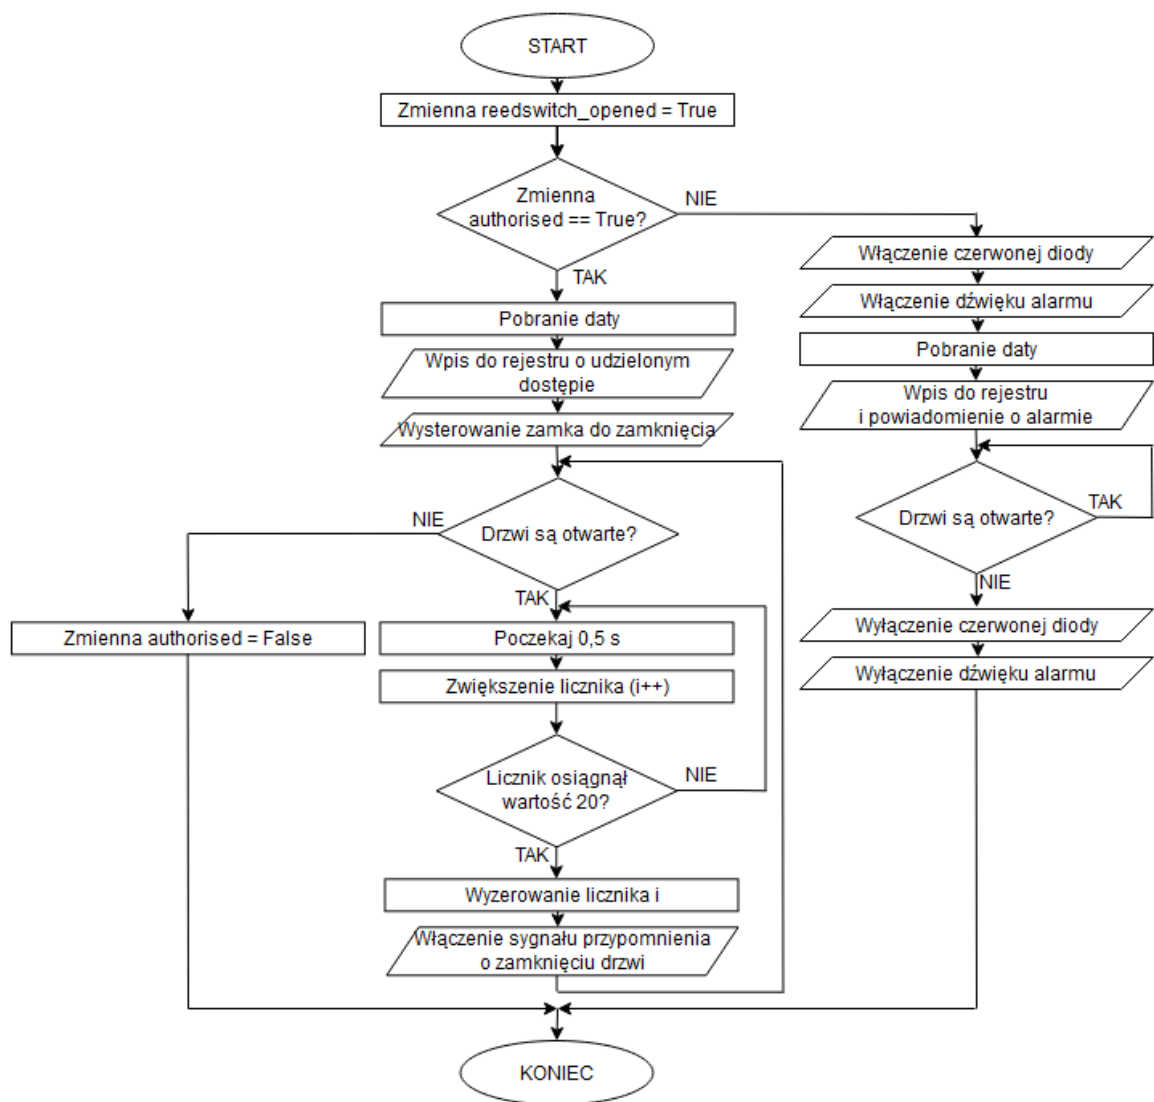 START
Zmienna reedswitch_opened = True
Zmienna
authorised == True?
NIE
TAK
Włączenie czerwonej diody
Włączenie dźwięku alarmu
Pobranie daty
Wpis do rejestru
i powiadomienie o alarmie
Drzwi są otwarte?
TAK
NIE
Wyłączenie czerwonej diody
Wyłączenie dźwięku alarmu
Pobranie daty
Wpis do rejestru o udzielonym
dostępie
Wysterowanie zamka do zamknięcia
Drzwi są otwarte?
NIE
TAK
Zmienna authorised = False
Poczekaj 0,5 s
Zwiększenie licznika (i++)
Licznik osiągnął
wartość 20?
NIE
TAK
Wyzerowanie licznika i
Włączenie sygnału przypomnienia
o zamknięciu drzwi
KONIEC